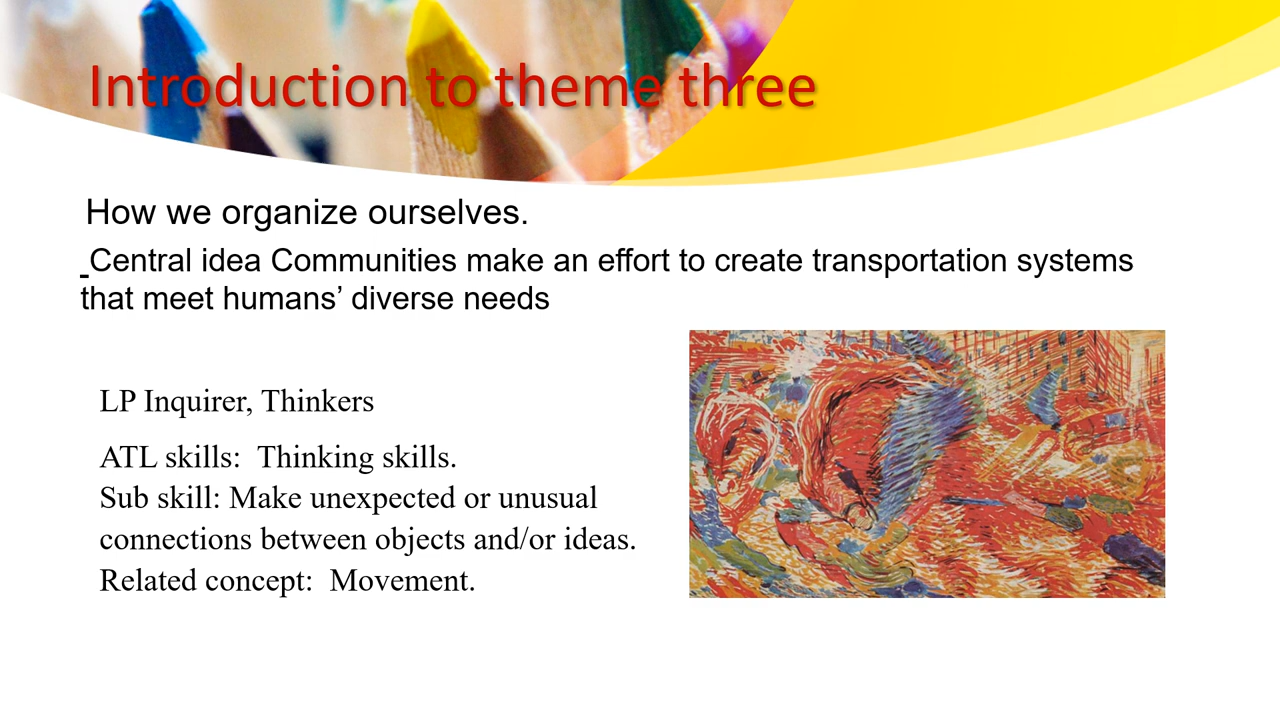 Introduction to theme three
How we organize ourselves.
Central idea Communities make an effort to create transportation systems
that meet humans’ diverse needs
LP Inquirer, Thinkers
ATL skills:  Thinking skills.
Sub skill: Make unexpected or unusual
connections between objects and/or ideas.
Related concept:  Movement.